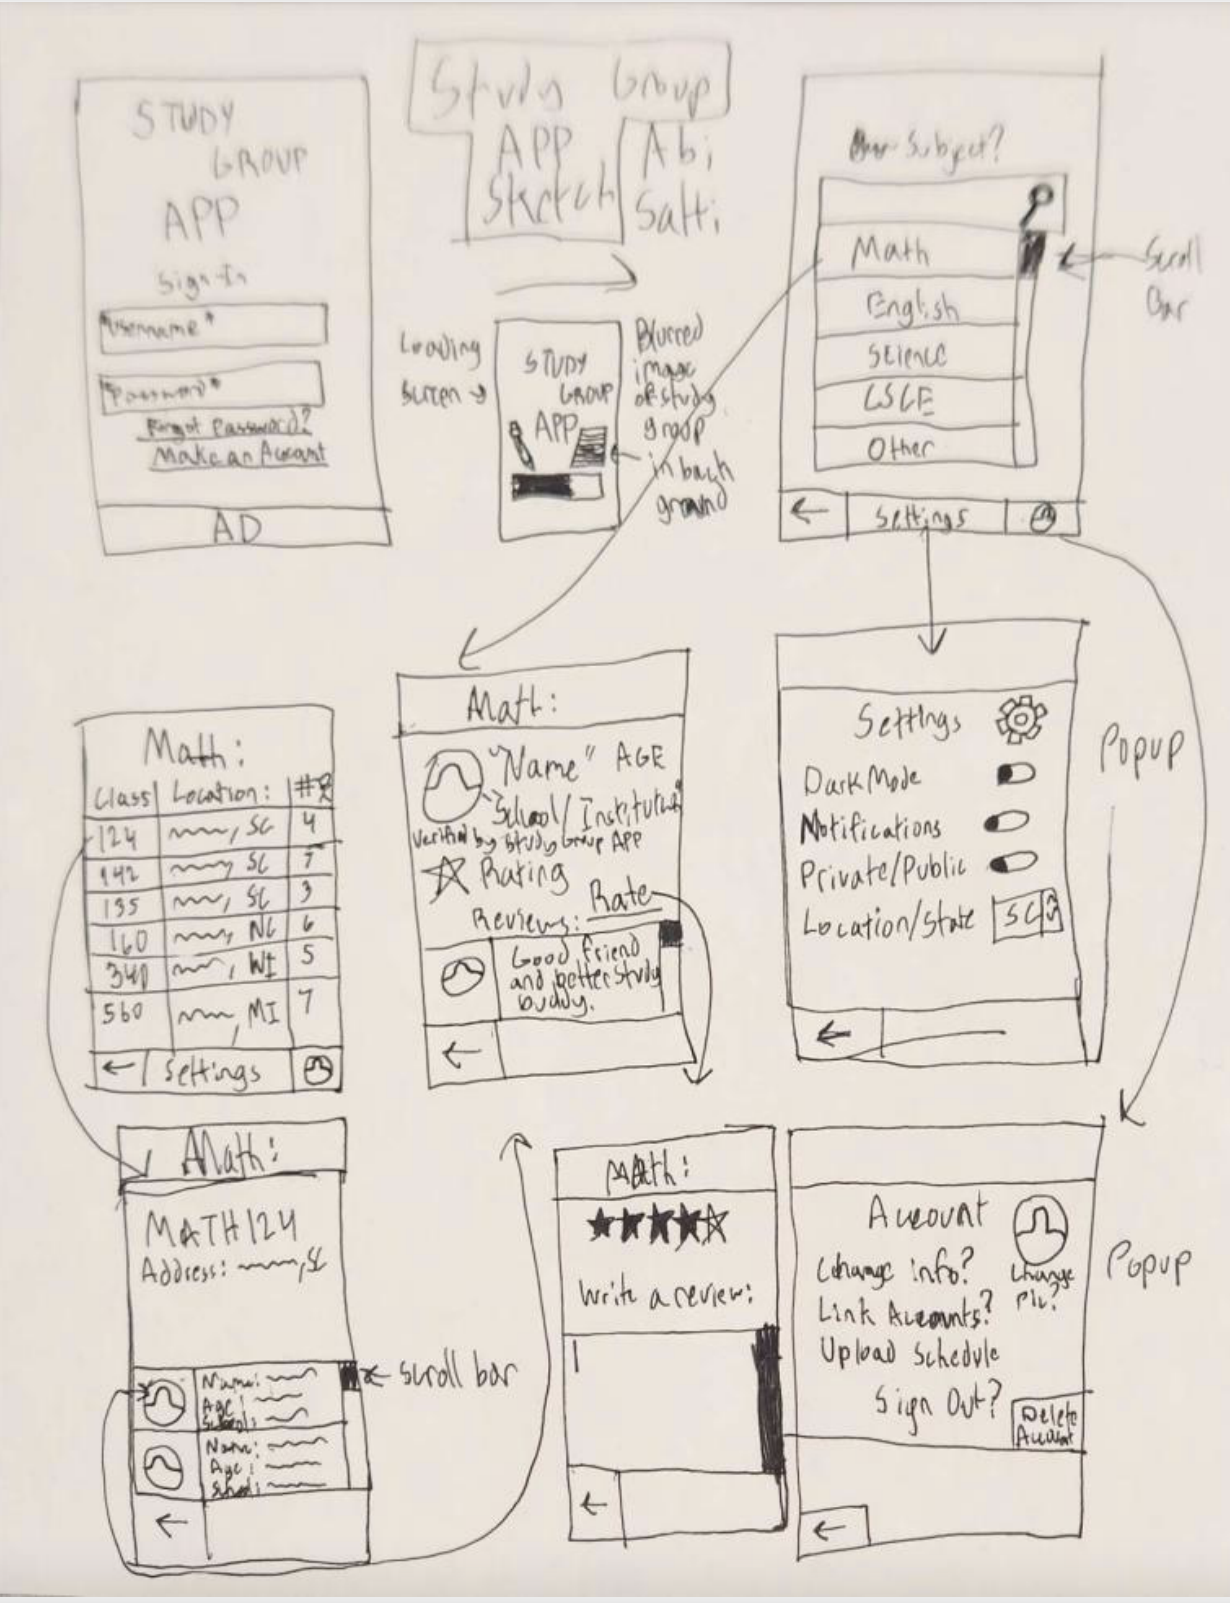 Study Group
APP
Sketch
Abi
Satti
STUDY
GROUP
APP
Sign-In
*Username*
*Password*
Forgot Password?
Make an Account
AD
Loading
Screen
STUDY
GROUP
APP
Blurred
image
of study
group
in back
ground
Subject?
Math
English
Science
CSCE
Other
Scroll
Bar
← Settings
Math:
Class Location: #
124 , SC 4
142 , SC 7
135 , SC 3
160 , NC 6
340 , WI 5
560 , MI 7
← Settings
Math:
"Name" AGE
School/Institution
Verified by Study Group APP
Rating
Rate
Reviews:
Good friend
and better study
buddy.
←
Settings
Dark Mode
Notifications
Private/Public
Location/State SC
←
Popup
Math:
MATH 124
Address: , SC
Name:
Age:
School:
Name:
Age:
School:
←
scroll bar
Math:
Write a review:
←
Account
Change info?
Change
Pic?
Link Accounts?
Upload Schedule
Sign Out?
Delete
Account
←
Popup